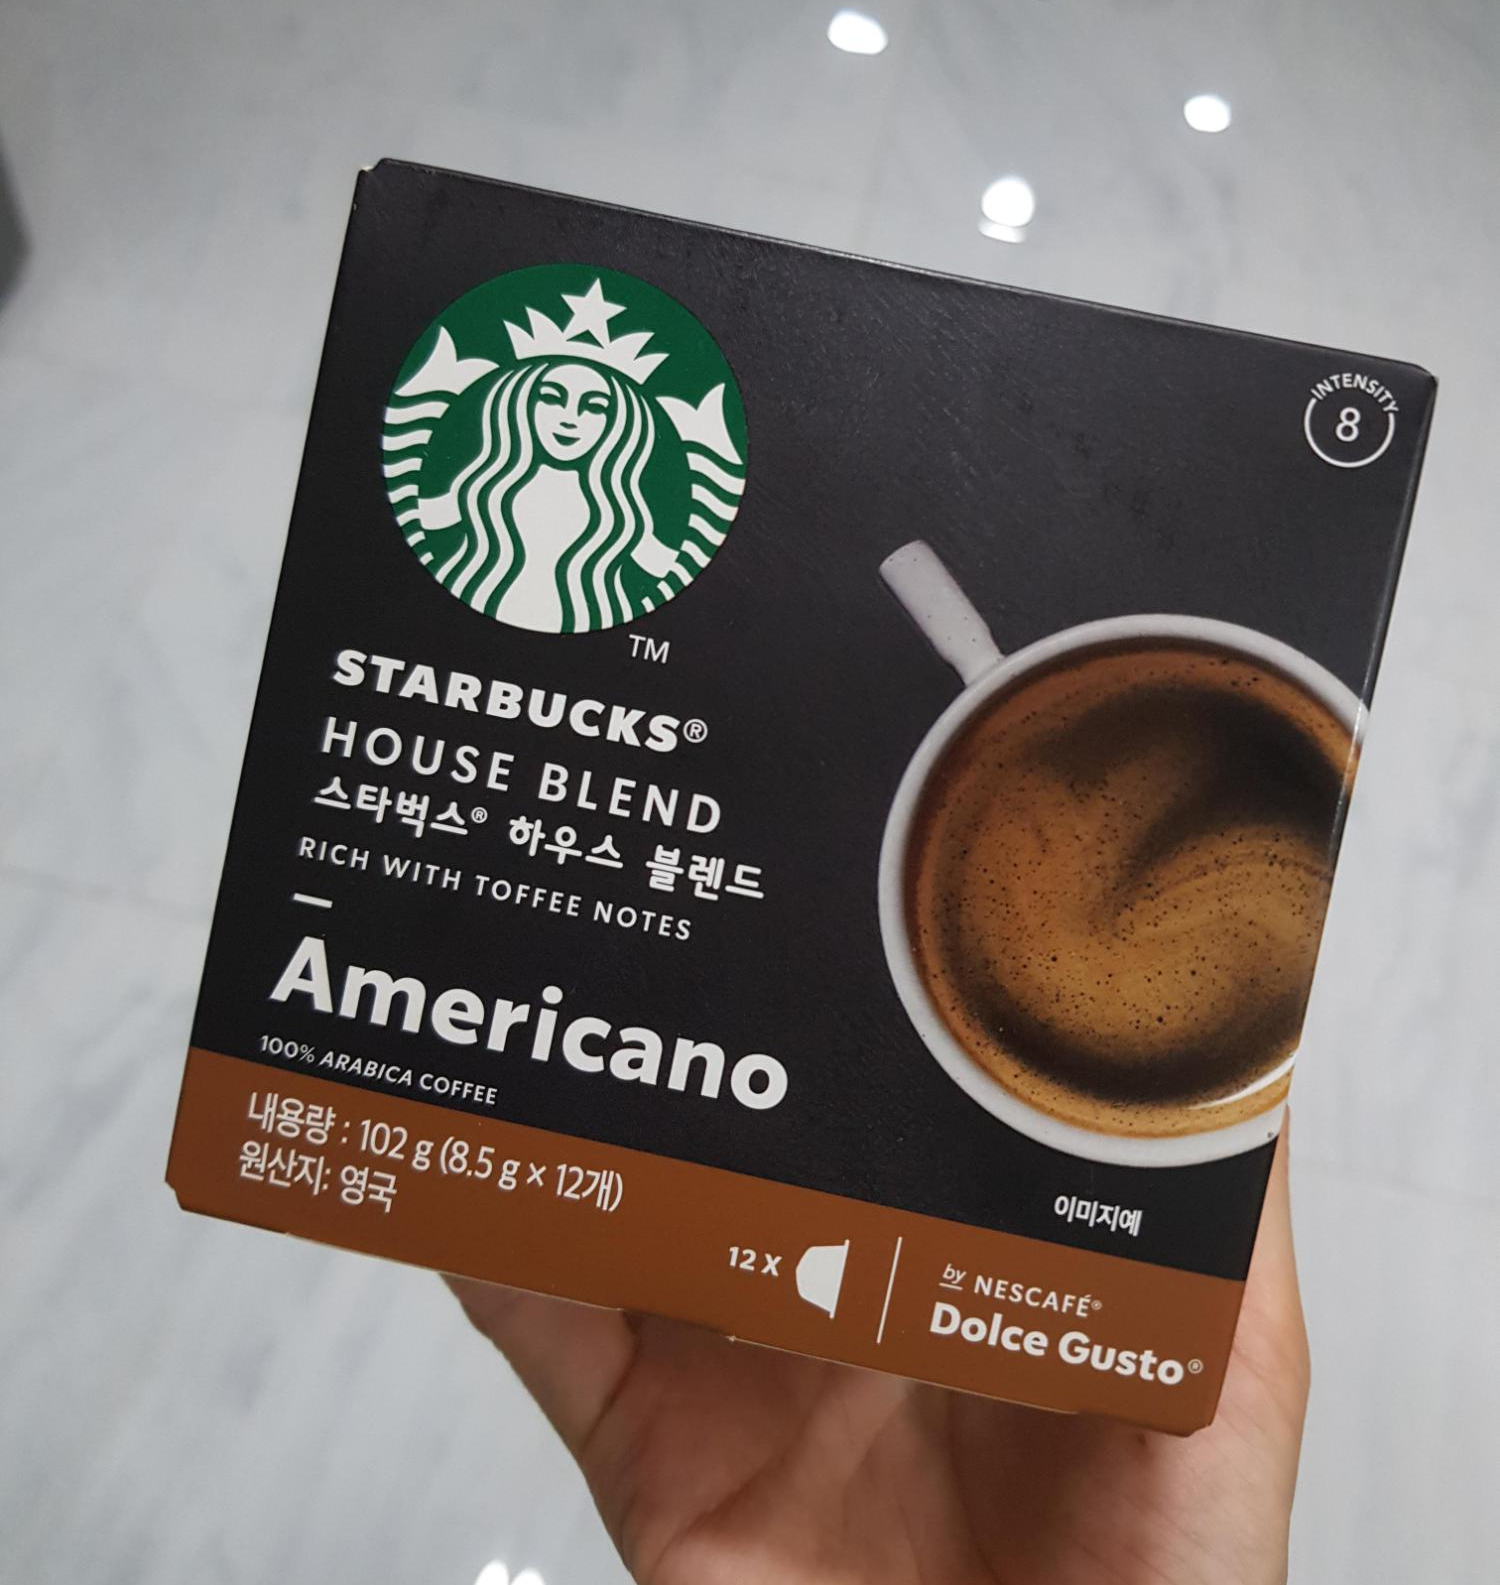 INTENSITY
8
TM
STARBUCKS®
HOUSE BLEND
스타벅스® 하우스 블렌드
RICH WITH TOFFEE NOTES
Americano
100% ARABICA COFFEE
내용량 : 102 g (8.5 g × 12개)
원산지: 영국
이미지예
12 X
by NESCAFÉ®
Dolce Gusto®